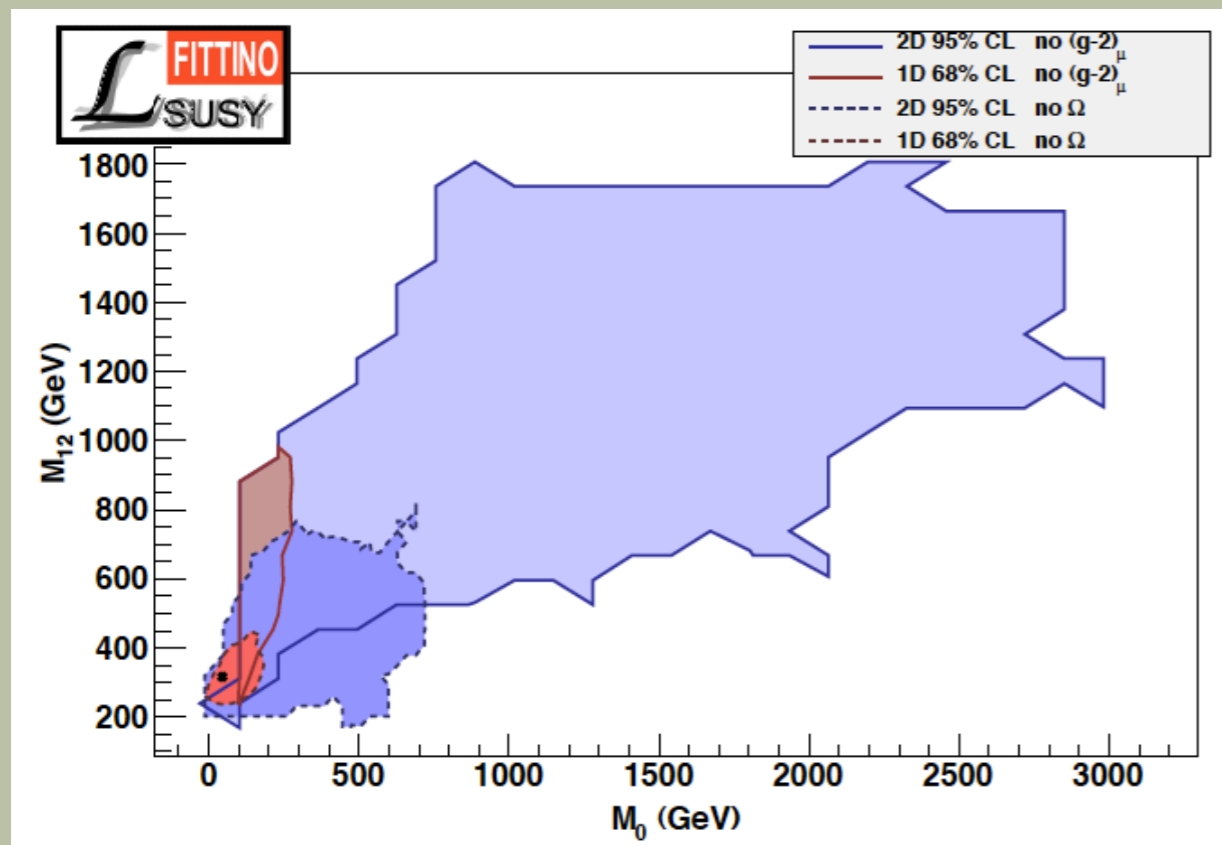 FITTINO
L SUSY
2D 95% CL no (g-2)μ
1D 68% CL no (g-2)μ
2D 95% CL no Ω
1D 68% CL no Ω
M12 (GeV)
1800
1600
1400
1200
1000
800
600
400
200
0 500 1000 1500 2000 2500 3000
M0 (GeV)